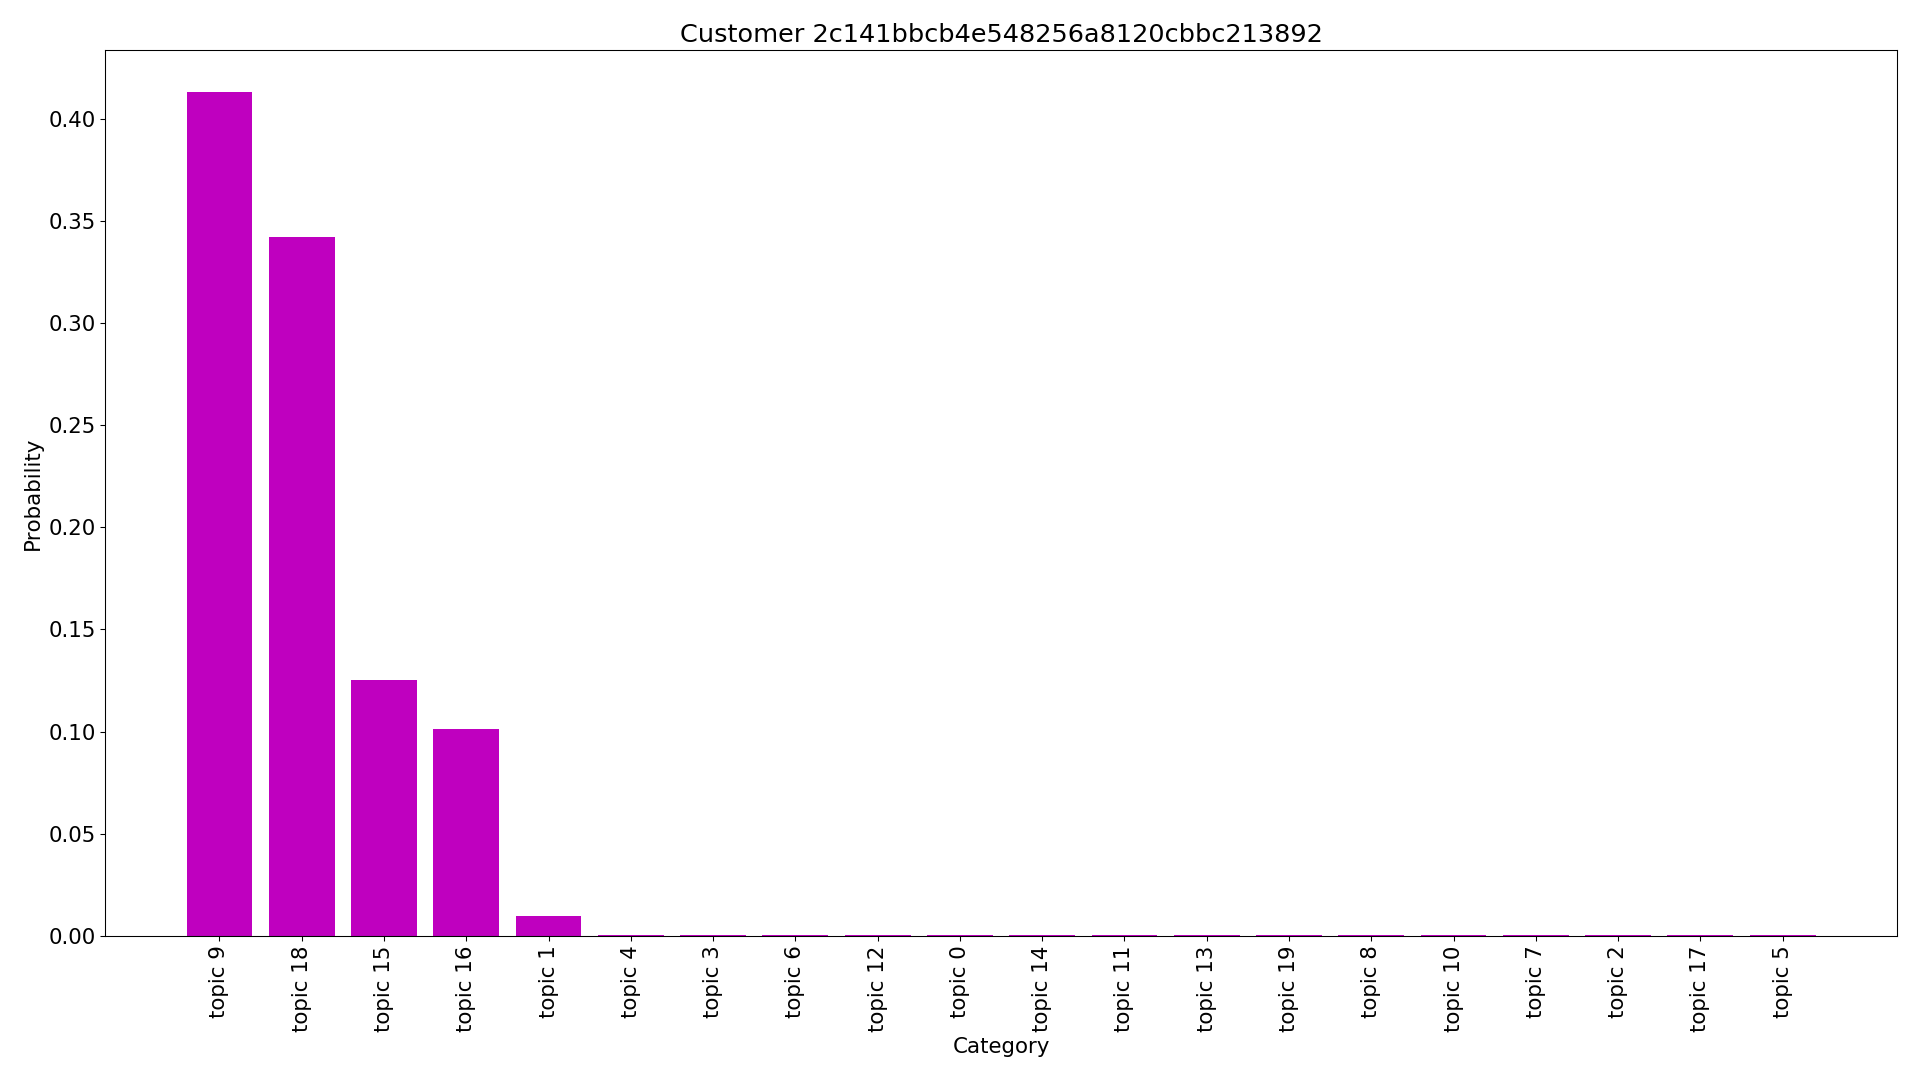 Customer 2c141bbcb4e548256a8120cbbc213892
Probability
0.40
0.35
0.30
0.25
0.20
0.15
0.10
0.05
0.00
topic 9
topic 18
topic 15
topic 16
topic 1
topic 4
topic 3
topic 6
topic 12
topic 0
topic 14
topic 11
topic 13
topic 19
topic 8
topic 10
topic 7
topic 2
topic 17
topic 5
Category